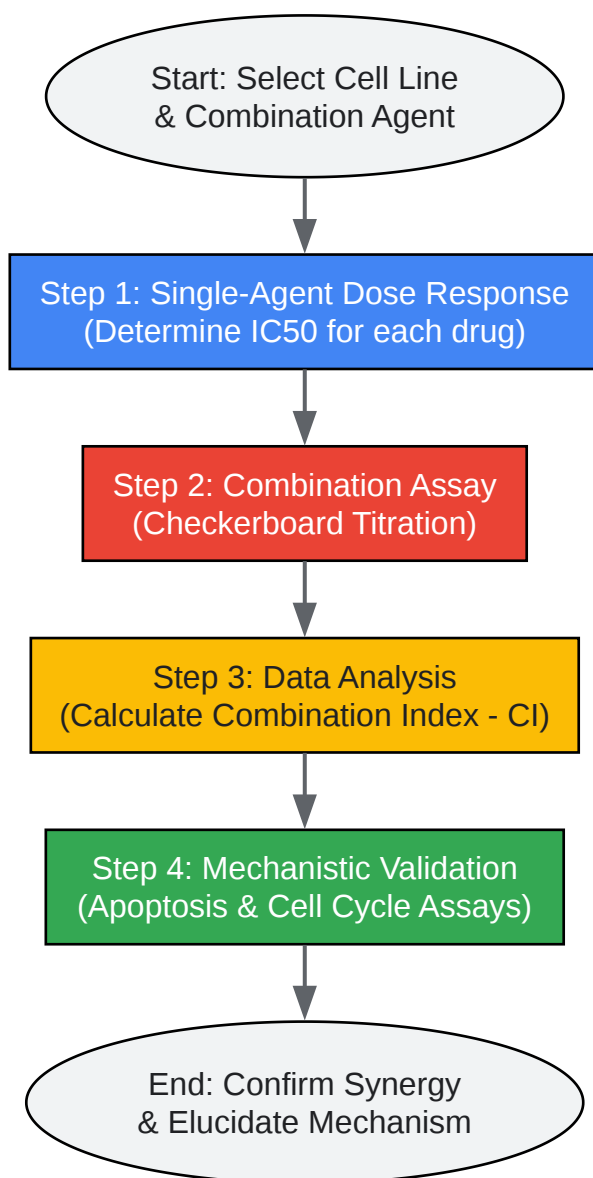 Start: Select Cell Line
& Combination Agent
Step 1: Single-Agent Dose Response
(Determine IC50 for each drug)
Step 2: Combination Assay
(Checkerboard Titration)
Step 3: Data Analysis
(Calculate Combination Index - CI)
Step 4: Mechanistic Validation
(Apoptosis & Cell Cycle Assays)
End: Confirm Synergy
& Elucidate Mechanism